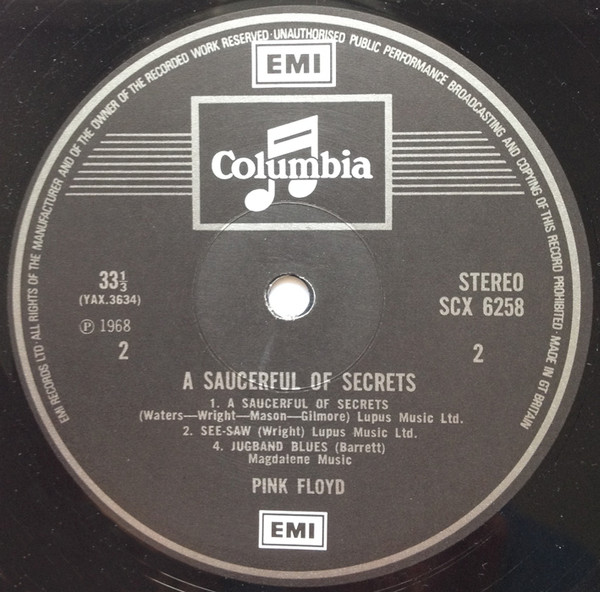 EMI RECORDS LTD · ALL RIGHTS OF THE MANUFACTURER AND OF THE OWNER OF THE RECORDED WORK RESERVED · UNAUTHORISED PUBLIC PERFORMANCE BROADCASTING AND COPYING OF THIS RECORD PROHIBITED · MADE IN GT BRITAIN
EMI
Columbia
33⅓
(YAX.3634)
℗ 1968
2
STEREO
SCX 6258
2
A SAUCERFUL OF SECRETS
1. A SAUCERFUL OF SECRETS
(Waters—Wright—Mason—Gilmore) Lupus Music Ltd.
2. SEE-SAW (Wright) Lupus Music Ltd.
4. JUGBAND BLUES (Barrett)
Magdalene Music
PINK FLOYD
EMI